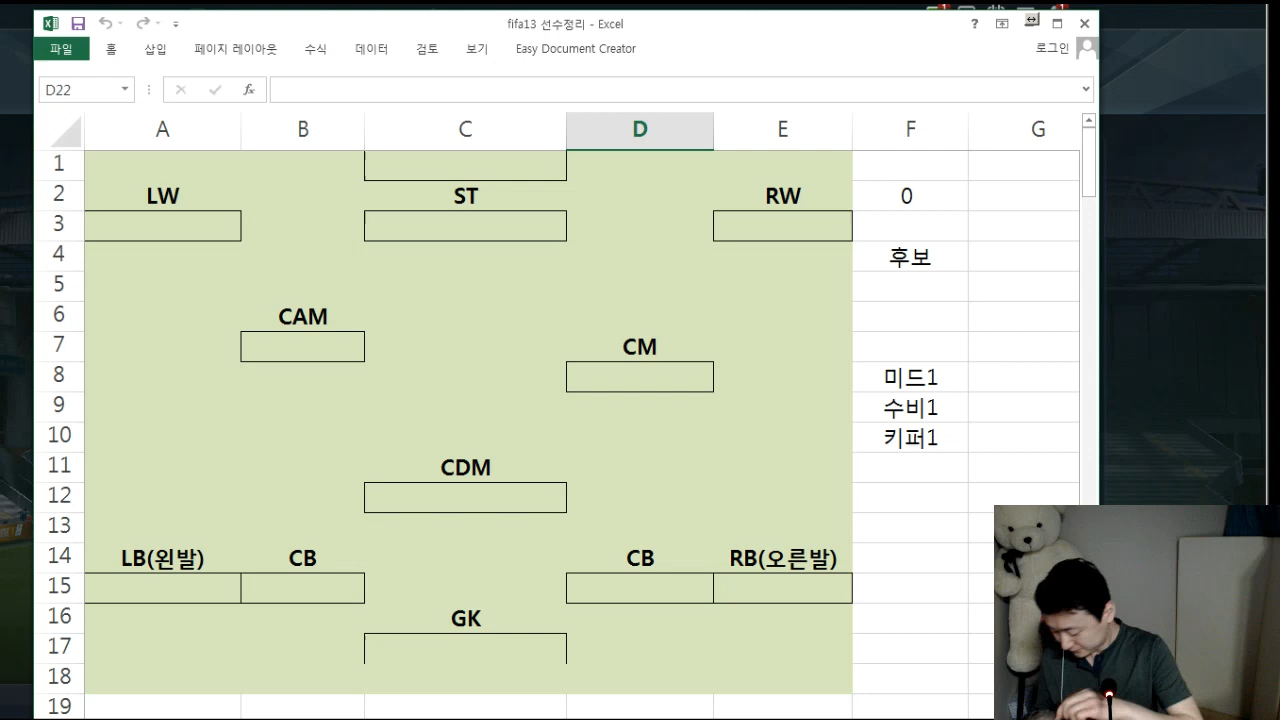 fifa13 선수정리 - Excel
?
파일 홈 삽입 페이지 레이아웃 수식 데이터 검토 보기 Easy Document Creator 로그인
D22 fx
A B C D E F G
1
2 LW ST RW 0
3
4 후보
5
6 CAM
7 CM
8 미드1
9 수비1
10 키퍼1
11 CDM
12
13
14 LB(왼발) CB CB RB(오른발)
15
16 GK
17
18
19